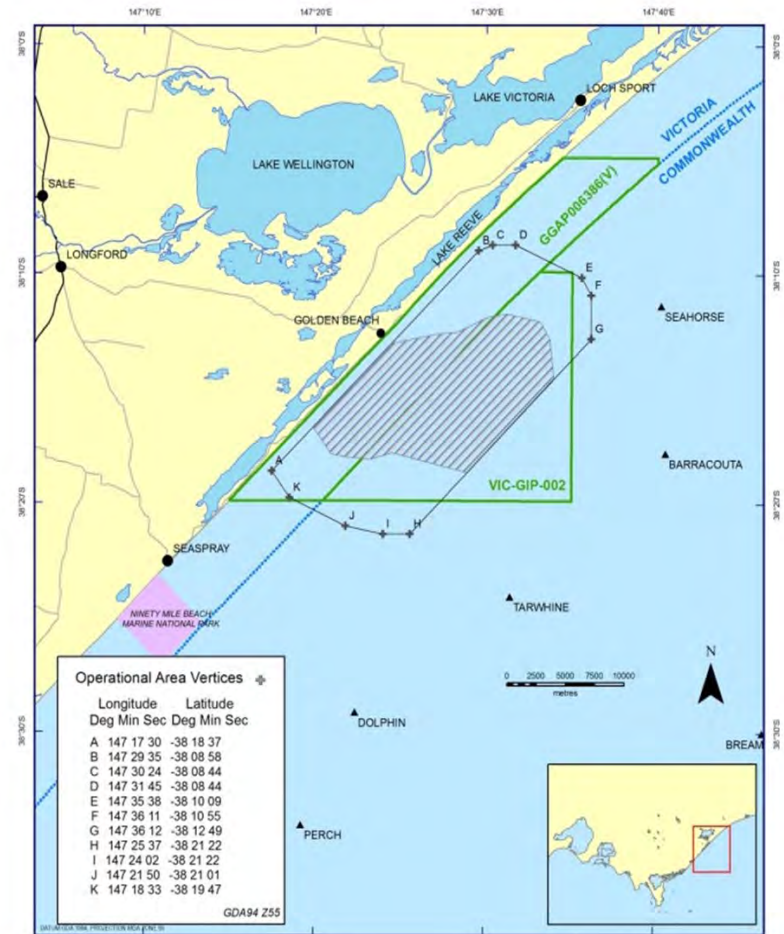 147°10'E 147°20'E 147°30'E 147°40'E
38°0'S 38°0'S
LOCH SPORT
LAKE VICTORIA
VICTORIA
COMMONWEALTH
LAKE WELLINGTON
SALE
GGAP006386(V)
LAKE REEVE
B C D
LONGFORD
38°10'S 38°10'S
E
F
SEAHORSE
GOLDEN BEACH
G
BARRACOUTA
A
K
VIC-GIP-002
38°20'S 38°20'S
J I H
SEASPRAY
TARWHINE
NINETY MILE BEACH
MARINE NATIONAL PARK
N
0 2500 5000 10000
metres
Operational Area Vertices
Longitude Latitude
Deg Min Sec Deg Min Sec
A 147 17 30 -38 18 37
B 147 29 35 -38 08 58
C 147 30 24 -38 08 44
D 147 31 45 -38 08 44
E 147 35 38 -38 10 09
F 147 36 11 -38 10 55
G 147 36 12 -38 12 49
H 147 25 37 -38 21 22
I 147 24 02 -38 21 22
J 147 21 50 -38 21 01
K 147 18 33 -38 19 47
GDA94 Z55
DOLPHIN
38°30'S 38°30'S
BREAM
PERCH